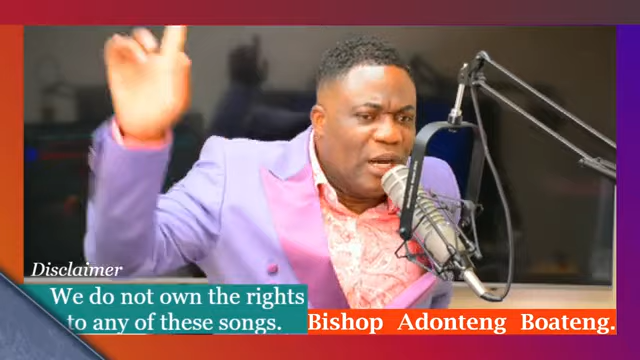 Disclaimer
We do not own the rights
to any of these songs.
Bishop Adonteng Boateng.